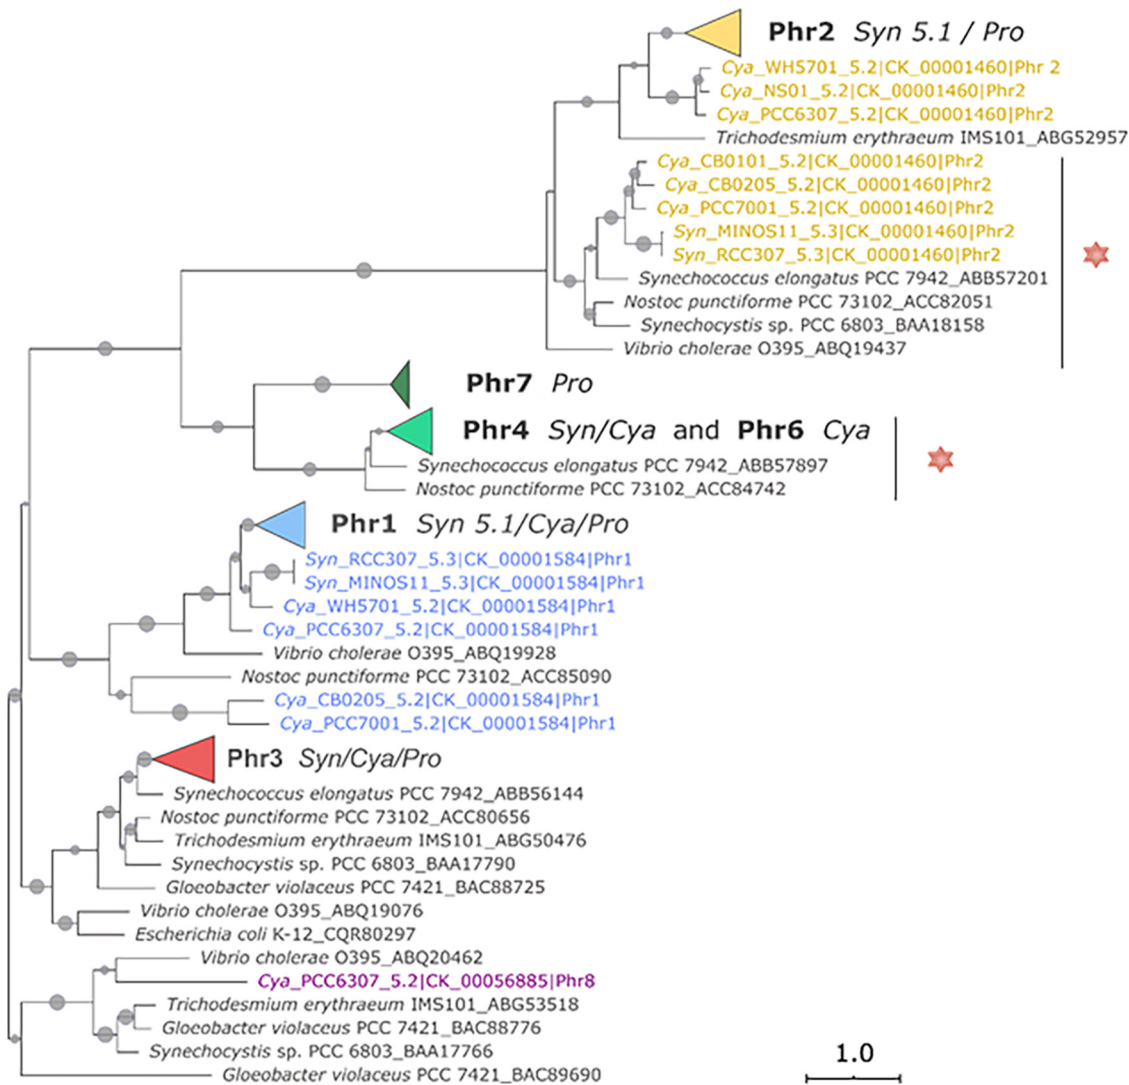 Phr2 Syn 5.1 / Pro
Cya_WH5701_5.2|CK_00001460|Phr 2
Cya_NS01_5.2|CK_00001460|Phr2
Cya_PCC6307_5.2|CK_00001460|Phr2
Trichodesmium erythraeum IMS101_ABG52957
Cya_CB0101_5.2|CK_00001460|Phr2
Cya_CB0205_5.2|CK_00001460|Phr2
Cya_PCC7001_5.2|CK_00001460|Phr2
Syn_MINOS11_5.3|CK_00001460|Phr2
Syn_RCC307_5.3|CK_00001460|Phr2
Synechococcus elongatus PCC 7942_ABB57201
Nostoc punctiforme PCC 73102_ACC82051
Synechocystis sp. PCC 6803_BAA18158
Vibrio cholerae O395_ABQ19437
Phr7 Pro
Phr4 Syn/Cya and Phr6 Cya
Synechococcus elongatus PCC 7942_ABB57897
Nostoc punctiforme PCC 73102_ACC84742
Phr1 Syn 5.1/Cya/Pro
Syn_RCC307_5.3|CK_00001584|Phr1
Syn_MINOS11_5.3|CK_00001584|Phr1
Cya_WH5701_5.2|CK_00001584|Phr1
Cya_PCC6307_5.2|CK_00001584|Phr1
Vibrio cholerae O395_ABQ19928
Nostoc punctiforme PCC 73102_ACC85090
Cya_CB0205_5.2|CK_00001584|Phr1
Cya_PCC7001_5.2|CK_00001584|Phr1
Phr3 Syn/Cya/Pro
Synechococcus elongatus PCC 7942_ABB56144
Nostoc punctiforme PCC 73102_ACC80656
Trichodesmium erythraeum IMS101_ABG50476
Synechocystis sp. PCC 6803_BAA17790
Gloeobacter violaceus PCC 7421_BAC88725
Vibrio cholerae O395_ABQ19076
Escherichia coli K-12_CQR80297
Vibrio cholerae O395_ABQ20462
Cya_PCC6307_5.2|CK_00056885|Phr8
Trichodesmium erythraeum IMS101_ABG53518
Gloeobacter violaceus PCC 7421_BAC88776
Synechocystis sp. PCC 6803_BAA17766
Gloeobacter violaceus PCC 7421_BAC89690
1.0